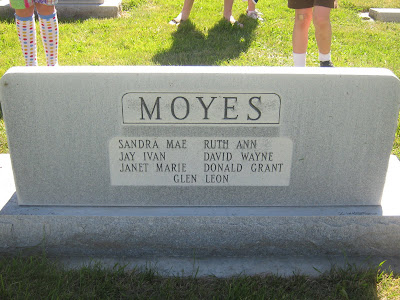 MOYES
SANDRA MAE RUTH ANN
JAY IVAN DAVID WAYNE
JANET MARIE DONALD GRANT
GLEN LEON